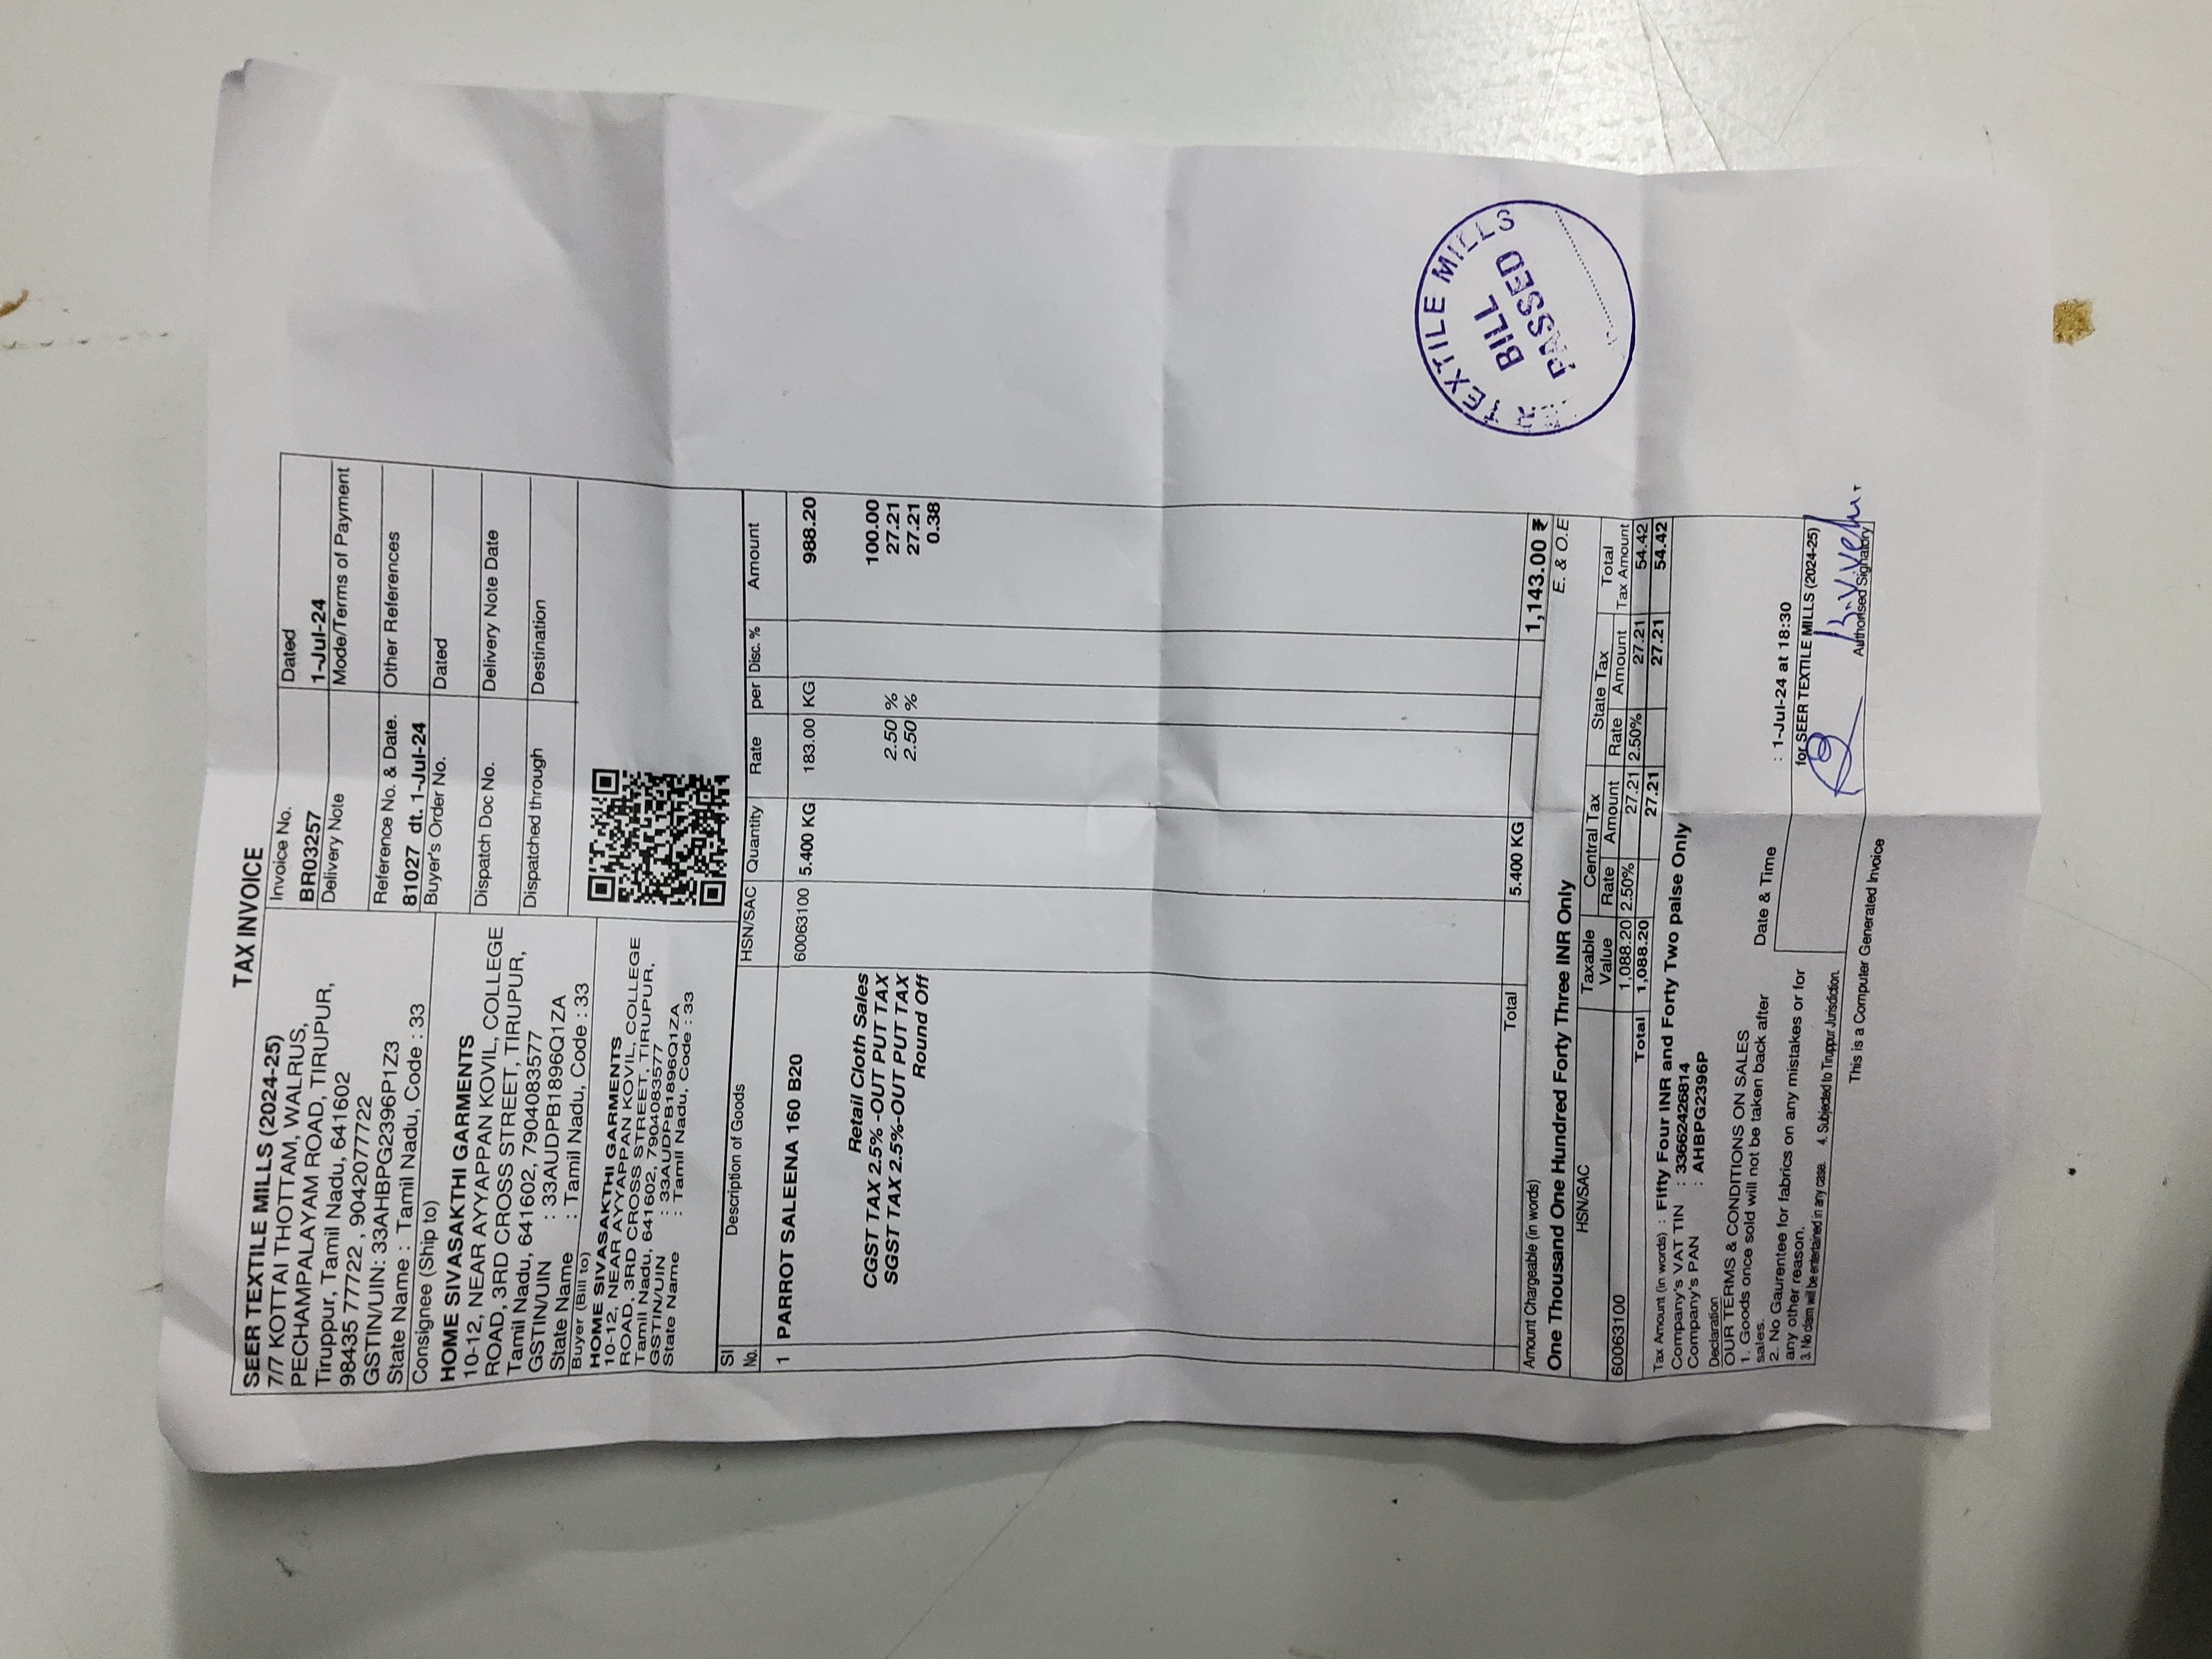 TAX INVOICE
SEER TEXTILE MILLS (2024-25)
7/7 KOTTAI THOTTAM, WALRUS,
PECHAMPALAYAM ROAD, TIRUPUR,
Tiruppur, Tamil Nadu, 641602
98435 77722 , 9042077722
GSTIN/UIN: 33AHBPG2396P1Z3
State Name : Tamil Nadu, Code : 33
Invoice No.
BR03257
Dated
1-Jul-24
Delivery Note
Mode/Terms of Payment
Reference No. & Date.
81027 dt. 1-Jul-24
Other References
Buyer's Order No.
Dated
Dispatch Doc No.
Delivery Note Date
Dispatched through
Destination
Consignee (Ship to)
HOME SIVASAKTHI GARMENTS
10-12, NEAR AYYAPPAN KOVIL, COLLEGE
ROAD, 3RD CROSS STREET, TIRUPUR,
Tamil Nadu, 641602, 7904083577
GSTIN/UIN : 33AUDPB1896Q1ZA
State Name : Tamil Nadu, Code : 33
Buyer (Bill to)
HOME SIVASAKTHI GARMENTS
10-12, NEAR AYYAPPAN KOVIL, COLLEGE
ROAD, 3RD CROSS STREET, TIRUPUR,
Tamil Nadu, 641602, 7904083577
GSTIN/UIN : 33AUDPB1896Q1ZA
State Name : Tamil Nadu, Code : 33
Sl No. Description of Goods HSN/SAC Quantity Rate per Disc. % Amount
1 PARROT SALEENA 160 B20 60063100 5.400 KG 183.00 KG 988.20
Retail Cloth Sales 100.00
CGST TAX 2.5% -OUT PUT TAX 2.50 % 27.21
SGST TAX 2.5%-OUT PUT TAX 2.50 % 27.21
Round Off 0.38
Total 5.400 KG 1,143.00 ₹
Amount Chargeable (in words) E. & O.E
One Thousand One Hundred Forty Three INR Only
HSN/SAC Taxable Value Central Tax State Tax Total Tax Amount
Rate Amount Rate Amount
60063100 1,088.20 2.50% 27.21 2.50% 27.21 54.42
Total 1,088.20 27.21 27.21 54.42
Tax Amount (in words) : Fifty Four INR and Forty Two paise Only
Company's VAT TIN : 33662426814
Company's PAN : AHBPG2396P
Declaration
OUR TERMS & CONDITIONS ON SALES
1. Goods once sold will not be taken back after
sales.
2. No Gaurentee for fabrics on any mistakes or for
any other reason.
3. No claim will be entertained in any case. 4. Subjected to Tiruppur Jurisdiction.
Date & Time : 1-Jul-24 at 18:30
for SEER TEXTILE MILLS (2024-25)
Authorised Signatory
This is a Computer Generated Invoice
TEXTILE MILLS
BILL
PASSED